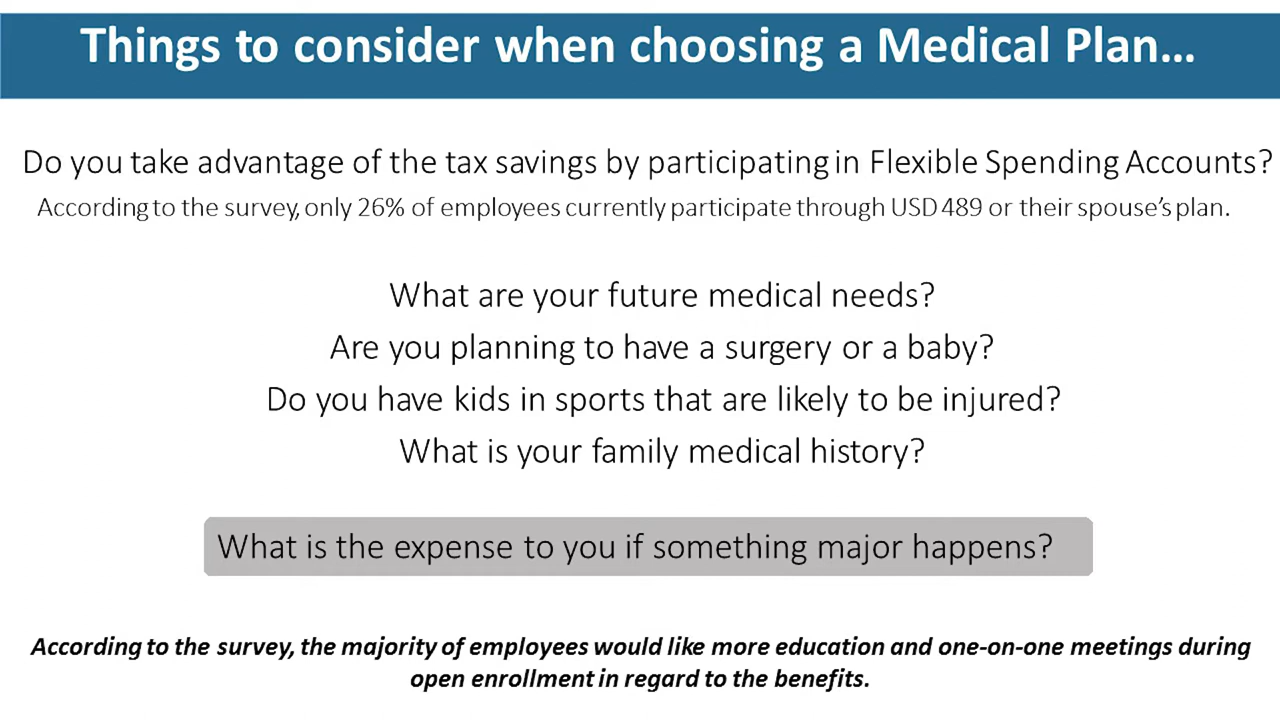 Things to consider when choosing a Medical Plan…
Do you take advantage of the tax savings by participating in Flexible Spending Accounts?
According to the survey, only 26% of employees currently participate through USD 489 or their spouse's plan.
What are your future medical needs?
Are you planning to have a surgery or a baby?
Do you have kids in sports that are likely to be injured?
What is your family medical history?
What is the expense to you if something major happens?
According to the survey, the majority of employees would like more education and one-on-one meetings during
open enrollment in regard to the benefits.